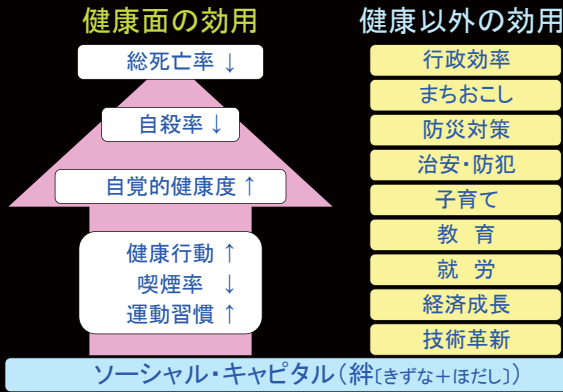 健康面の効用
総死亡率 ↓
自殺率 ↓
自覚的健康度 ↑
健康行動 ↑
喫煙率 ↓
運動習慣 ↑
健康以外の効用
行政効率
まちおこし
防災対策
治安・防犯
子育て
教 育
就 労
経済成長
技術革新
ソーシャル・キャピタル(絆[きずな+ほだし])